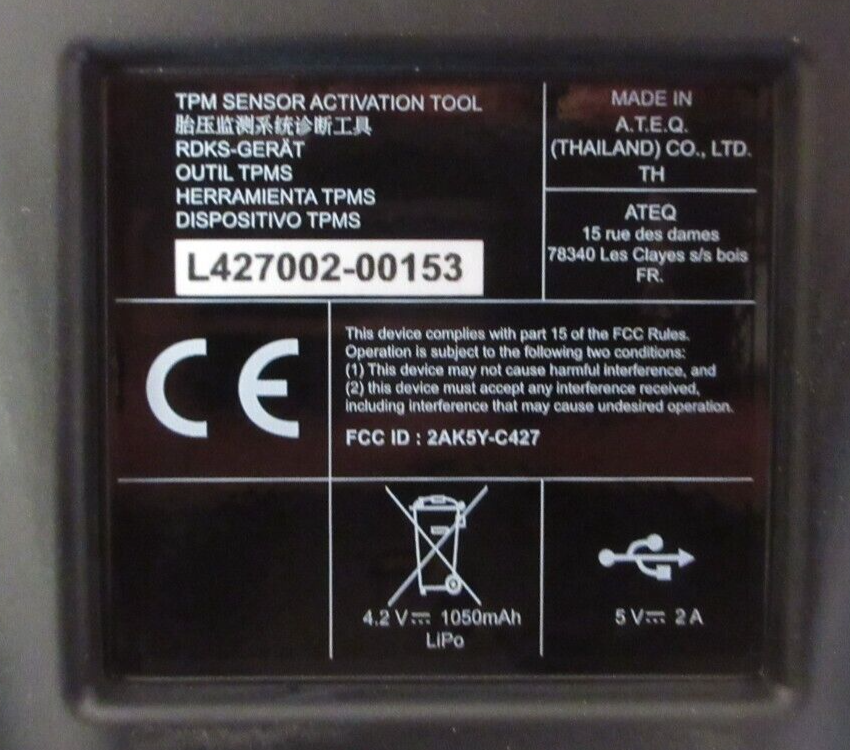 TPM SENSOR ACTIVATION TOOL
胎压监测系统诊断工具
RDKS-GERÄT
OUTIL TPMS
HERRAMIENTA TPMS
DISPOSITIVO TPMS
L427002-00153
MADE IN
A.T.E.Q.
(THAILAND) CO., LTD.
TH
ATEQ
15 rue des dames
78340 Les Clayes s/s bois
FR.
CE
This device complies with part 15 of the FCC Rules.
Operation is subject to the following two conditions:
(1) This device may not cause harmful interference, and
(2) this device must accept any interference received,
including interference that may cause undesired operation.
FCC ID : 2AK5Y-C427
4.2 V⎓ 1050mAh
LiPo
5 V⎓ 2 A